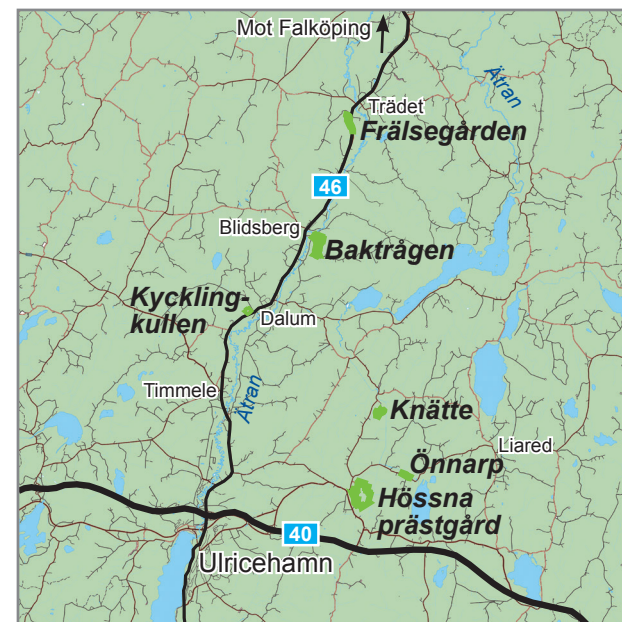 Mot Falköping
Ätran
Trädet
Frälsegården
46
Blidsberg
Baktrågen
Kyckling-
kullen
Dalum
Timmele
Ätran
Knätte
Liared
Önnarp
Hössna
prästgård
40
Ulricehamn